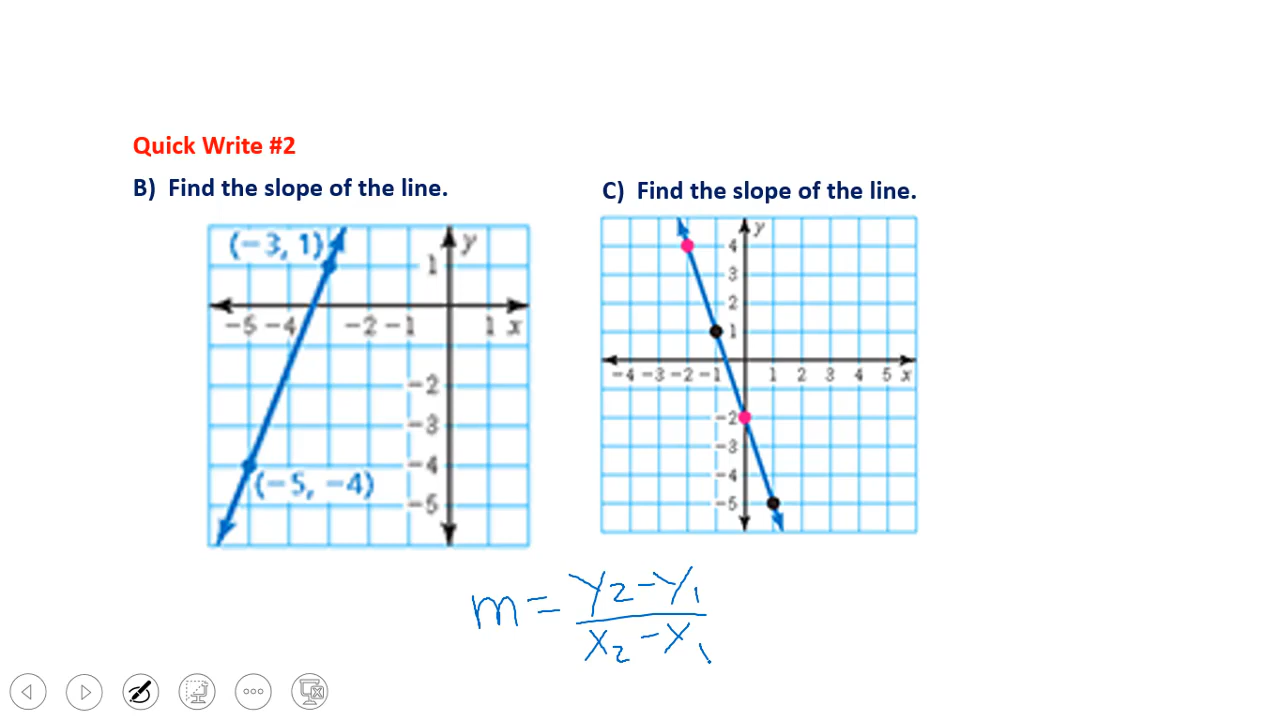 Quick Write #2
B) Find the slope of the line.
(−3, 1)
y
1
−5 −4 −2 −1 1 x
−2
−3
−4
(−5, −4)
−5
C) Find the slope of the line.
y
4
3
2
1
−4 −3 −2 −1 1 2 3 4 5 x
−2
−3
−4
−5
m = y₂ − y₁
x₂ − x₁